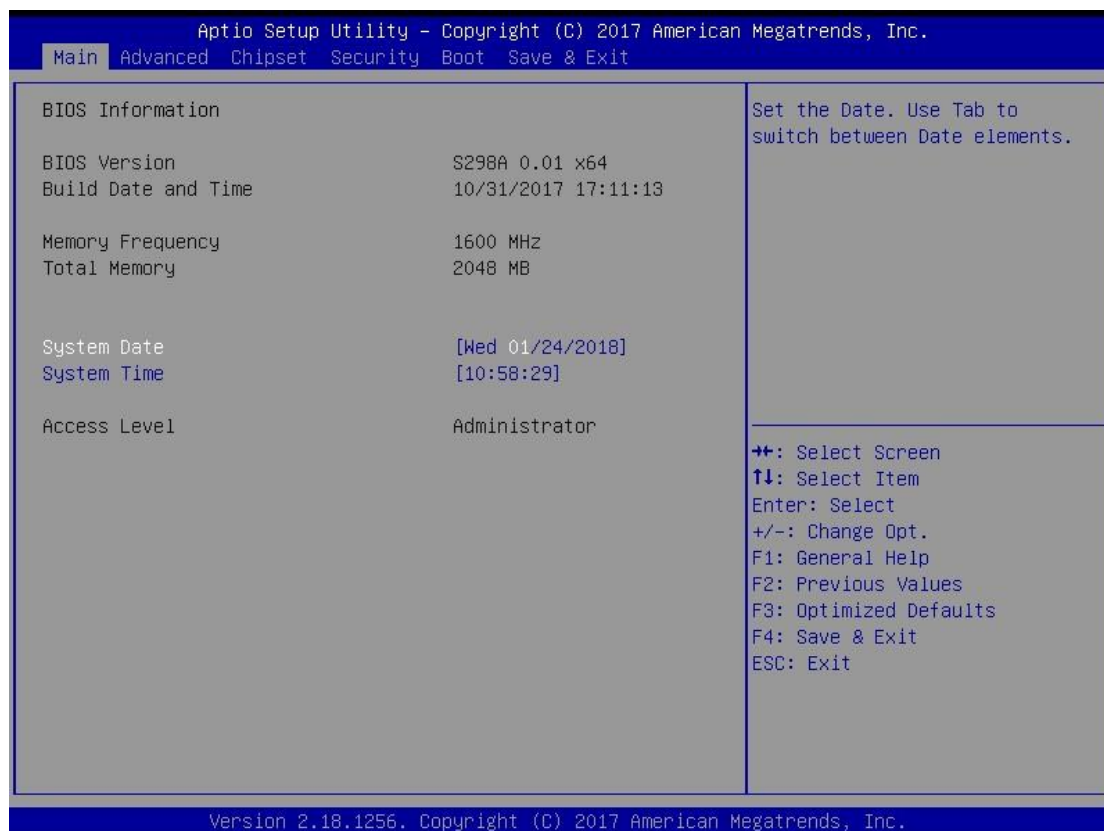 Aptio Setup Utility – Copyright (C) 2017 American Megatrends, Inc.
Main Advanced Chipset Security Boot Save & Exit
BIOS Information
BIOS Version S298A 0.01 x64
Build Date and Time 10/31/2017 17:11:13
Memory Frequency 1600 MHz
Total Memory 2048 MB
System Date [Wed 01/24/2018]
System Time [10:58:29]
Access Level Administrator
Set the Date. Use Tab to
switch between Date elements.
→←: Select Screen
↑↓: Select Item
Enter: Select
+/-: Change Opt.
F1: General Help
F2: Previous Values
F3: Optimized Defaults
F4: Save & Exit
ESC: Exit
Version 2.18.1256. Copyright (C) 2017 American Megatrends, Inc.